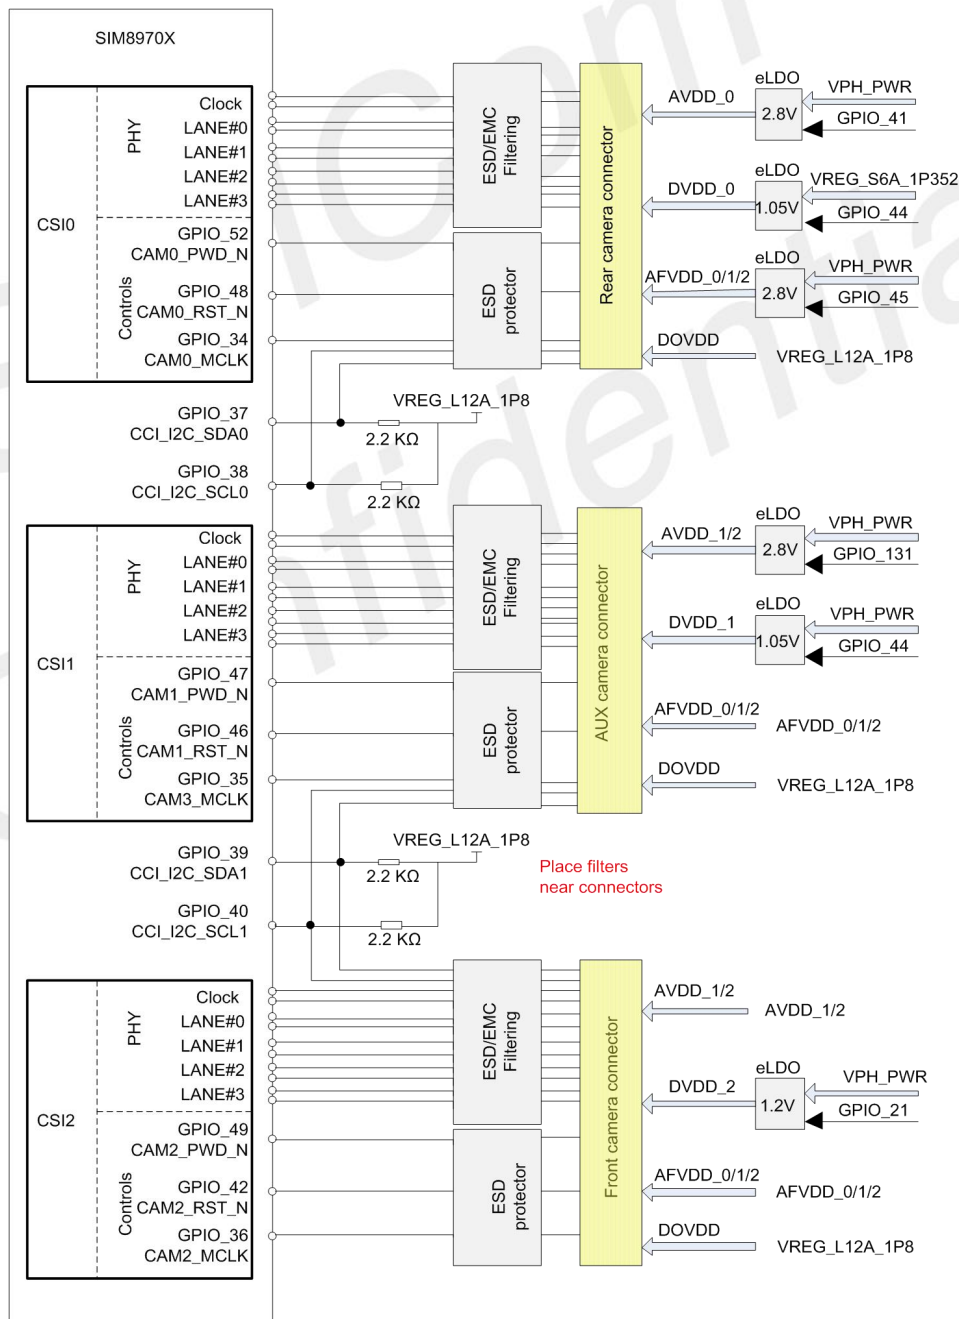 SIM8970X
CSI0
PHY
Clock
LANE#0
LANE#1
LANE#2
LANE#3
Controls
GPIO_52
CAM0_PWD_N
GPIO_48
CAM0_RST_N
GPIO_34
CAM0_MCLK
ESD/EMC
Filtering
ESD
protector
Rear camera connector
AVDD_0
eLDO
2.8V
VPH_PWR
GPIO_41
DVDD_0
eLDO
1.05V
VREG_S6A_1P352
GPIO_44
AFVDD_0/1/2
eLDO
2.8V
VPH_PWR
GPIO_45
DOVDD
VREG_L12A_1P8
GPIO_37
CCI_I2C_SDA0
GPIO_38
CCI_I2C_SCL0
VREG_L12A_1P8
2.2 KΩ
2.2 KΩ
CSI1
PHY
Clock
LANE#0
LANE#1
LANE#2
LANE#3
Controls
GPIO_47
CAM1_PWD_N
GPIO_46
CAM1_RST_N
GPIO_35
CAM3_MCLK
ESD/EMC
Filtering
ESD
protector
AUX camera connector
AVDD_1/2
eLDO
2.8V
VPH_PWR
GPIO_131
DVDD_1
eLDO
1.05V
VPH_PWR
GPIO_44
AFVDD_0/1/2
AFVDD_0/1/2
DOVDD
VREG_L12A_1P8
GPIO_39
CCI_I2C_SDA1
GPIO_40
CCI_I2C_SCL1
VREG_L12A_1P8
2.2 KΩ
2.2 KΩ
Place filters
near connectors
CSI2
PHY
Clock
LANE#0
LANE#1
LANE#2
LANE#3
Controls
GPIO_49
CAM2_PWD_N
GPIO_42
CAM2_RST_N
GPIO_36
CAM2_MCLK
ESD/EMC
Filtering
ESD
protector
Front camera connector
AVDD_1/2
AVDD_1/2
DVDD_2
eLDO
1.2V
VPH_PWR
GPIO_21
AFVDD_0/1/2
AFVDD_0/1/2
DOVDD
VREG_L12A_1P8